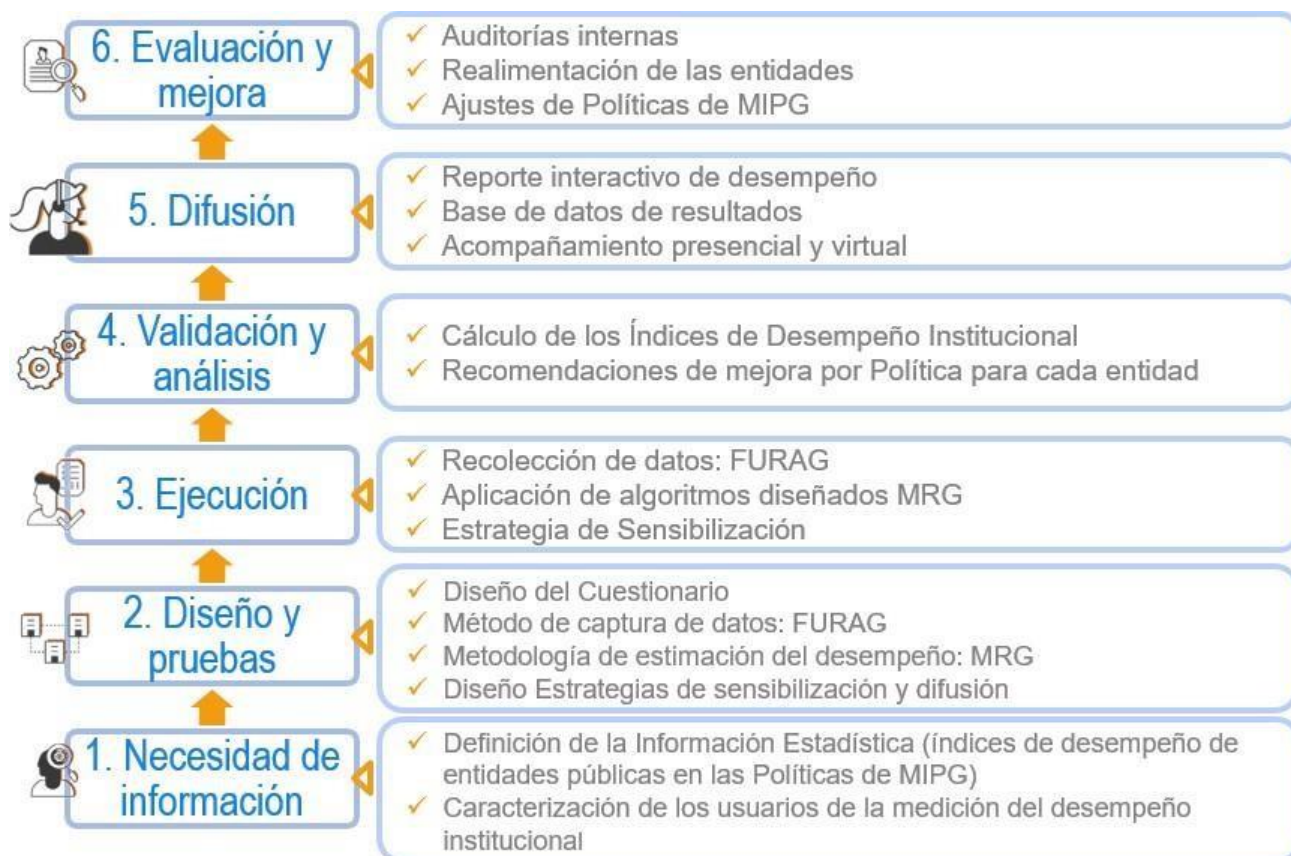 6. Evaluación y
mejora
✓ Auditorías internas
✓ Realimentación de las entidades
✓ Ajustes de Políticas de MIPG
5. Difusión
✓ Reporte interactivo de desempeño
✓ Base de datos de resultados
✓ Acompañamiento presencial y virtual
4. Validación y
análisis
✓ Cálculo de los Índices de Desempeño Institucional
✓ Recomendaciones de mejora por Política para cada entidad
3. Ejecución
✓ Recolección de datos: FURAG
✓ Aplicación de algoritmos diseñados MRG
✓ Estrategia de Sensibilización
2. Diseño y
pruebas
✓ Diseño del Cuestionario
✓ Método de captura de datos: FURAG
✓ Metodología de estimación del desempeño: MRG
✓ Diseño Estrategias de sensibilización y difusión
1. Necesidad de
información
✓ Definición de la Información Estadística (índices de desempeño de
entidades públicas en las Políticas de MIPG)
✓ Caracterización de los usuarios de la medición del desempeño
institucional